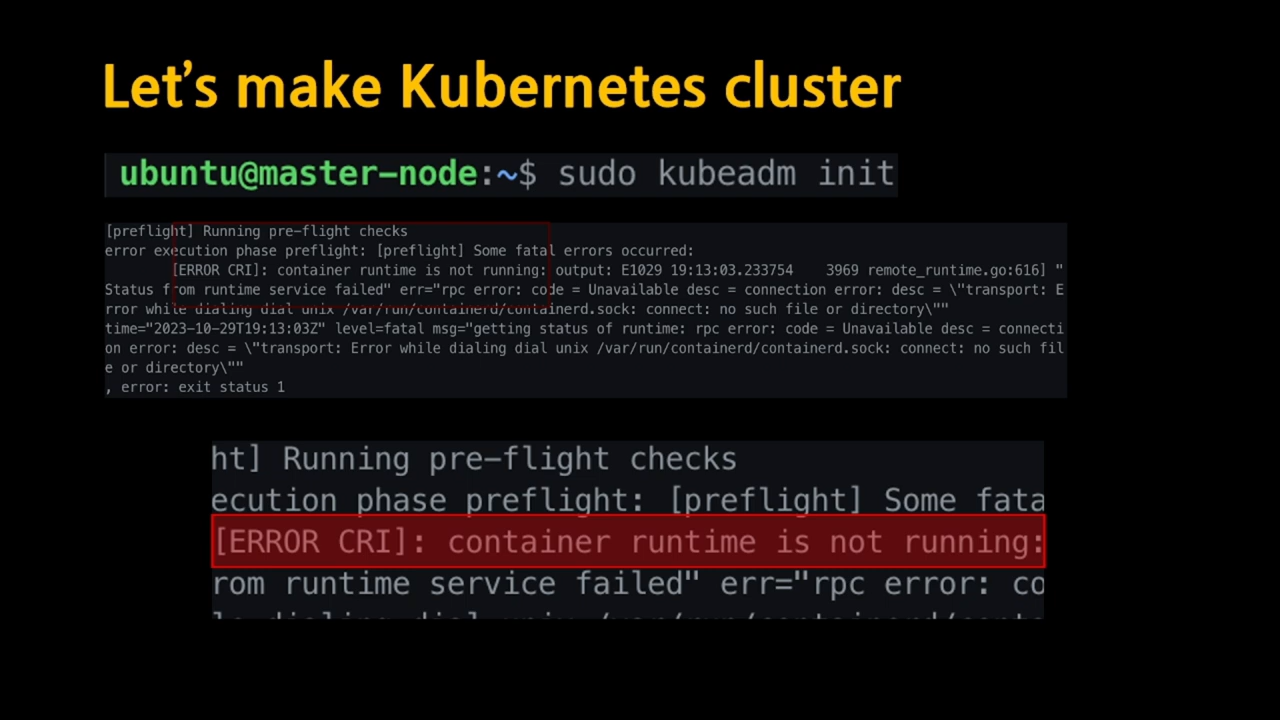 Let’s make Kubernetes cluster
ubuntu@master-node:~$ sudo kubeadm init
[preflight] Running pre-flight checks
error execution phase preflight: [preflight] Some fatal errors occurred:
[ERROR CRI]: container runtime is not running: output: E1029 19:13:03.233754    3969 remote_runtime.go:616] "
Status from runtime service failed" err="rpc error: code = Unavailable desc = connection error: desc = \"transport: E
rror while dialing dial unix /var/run/containerd/containerd.sock: connect: no such file or directory\""
time="2023-10-29T19:13:03Z" level=fatal msg="getting status of runtime: rpc error: code = Unavailable desc = connecti
on error: desc = \"transport: Error while dialing dial unix /var/run/containerd/containerd.sock: connect: no such fil
e or directory\""
, error: exit status 1
ht] Running pre-flight checks
ecution phase preflight: [preflight] Some fata
[ERROR CRI]: container runtime is not running:
rom runtime service failed" err="rpc error: co